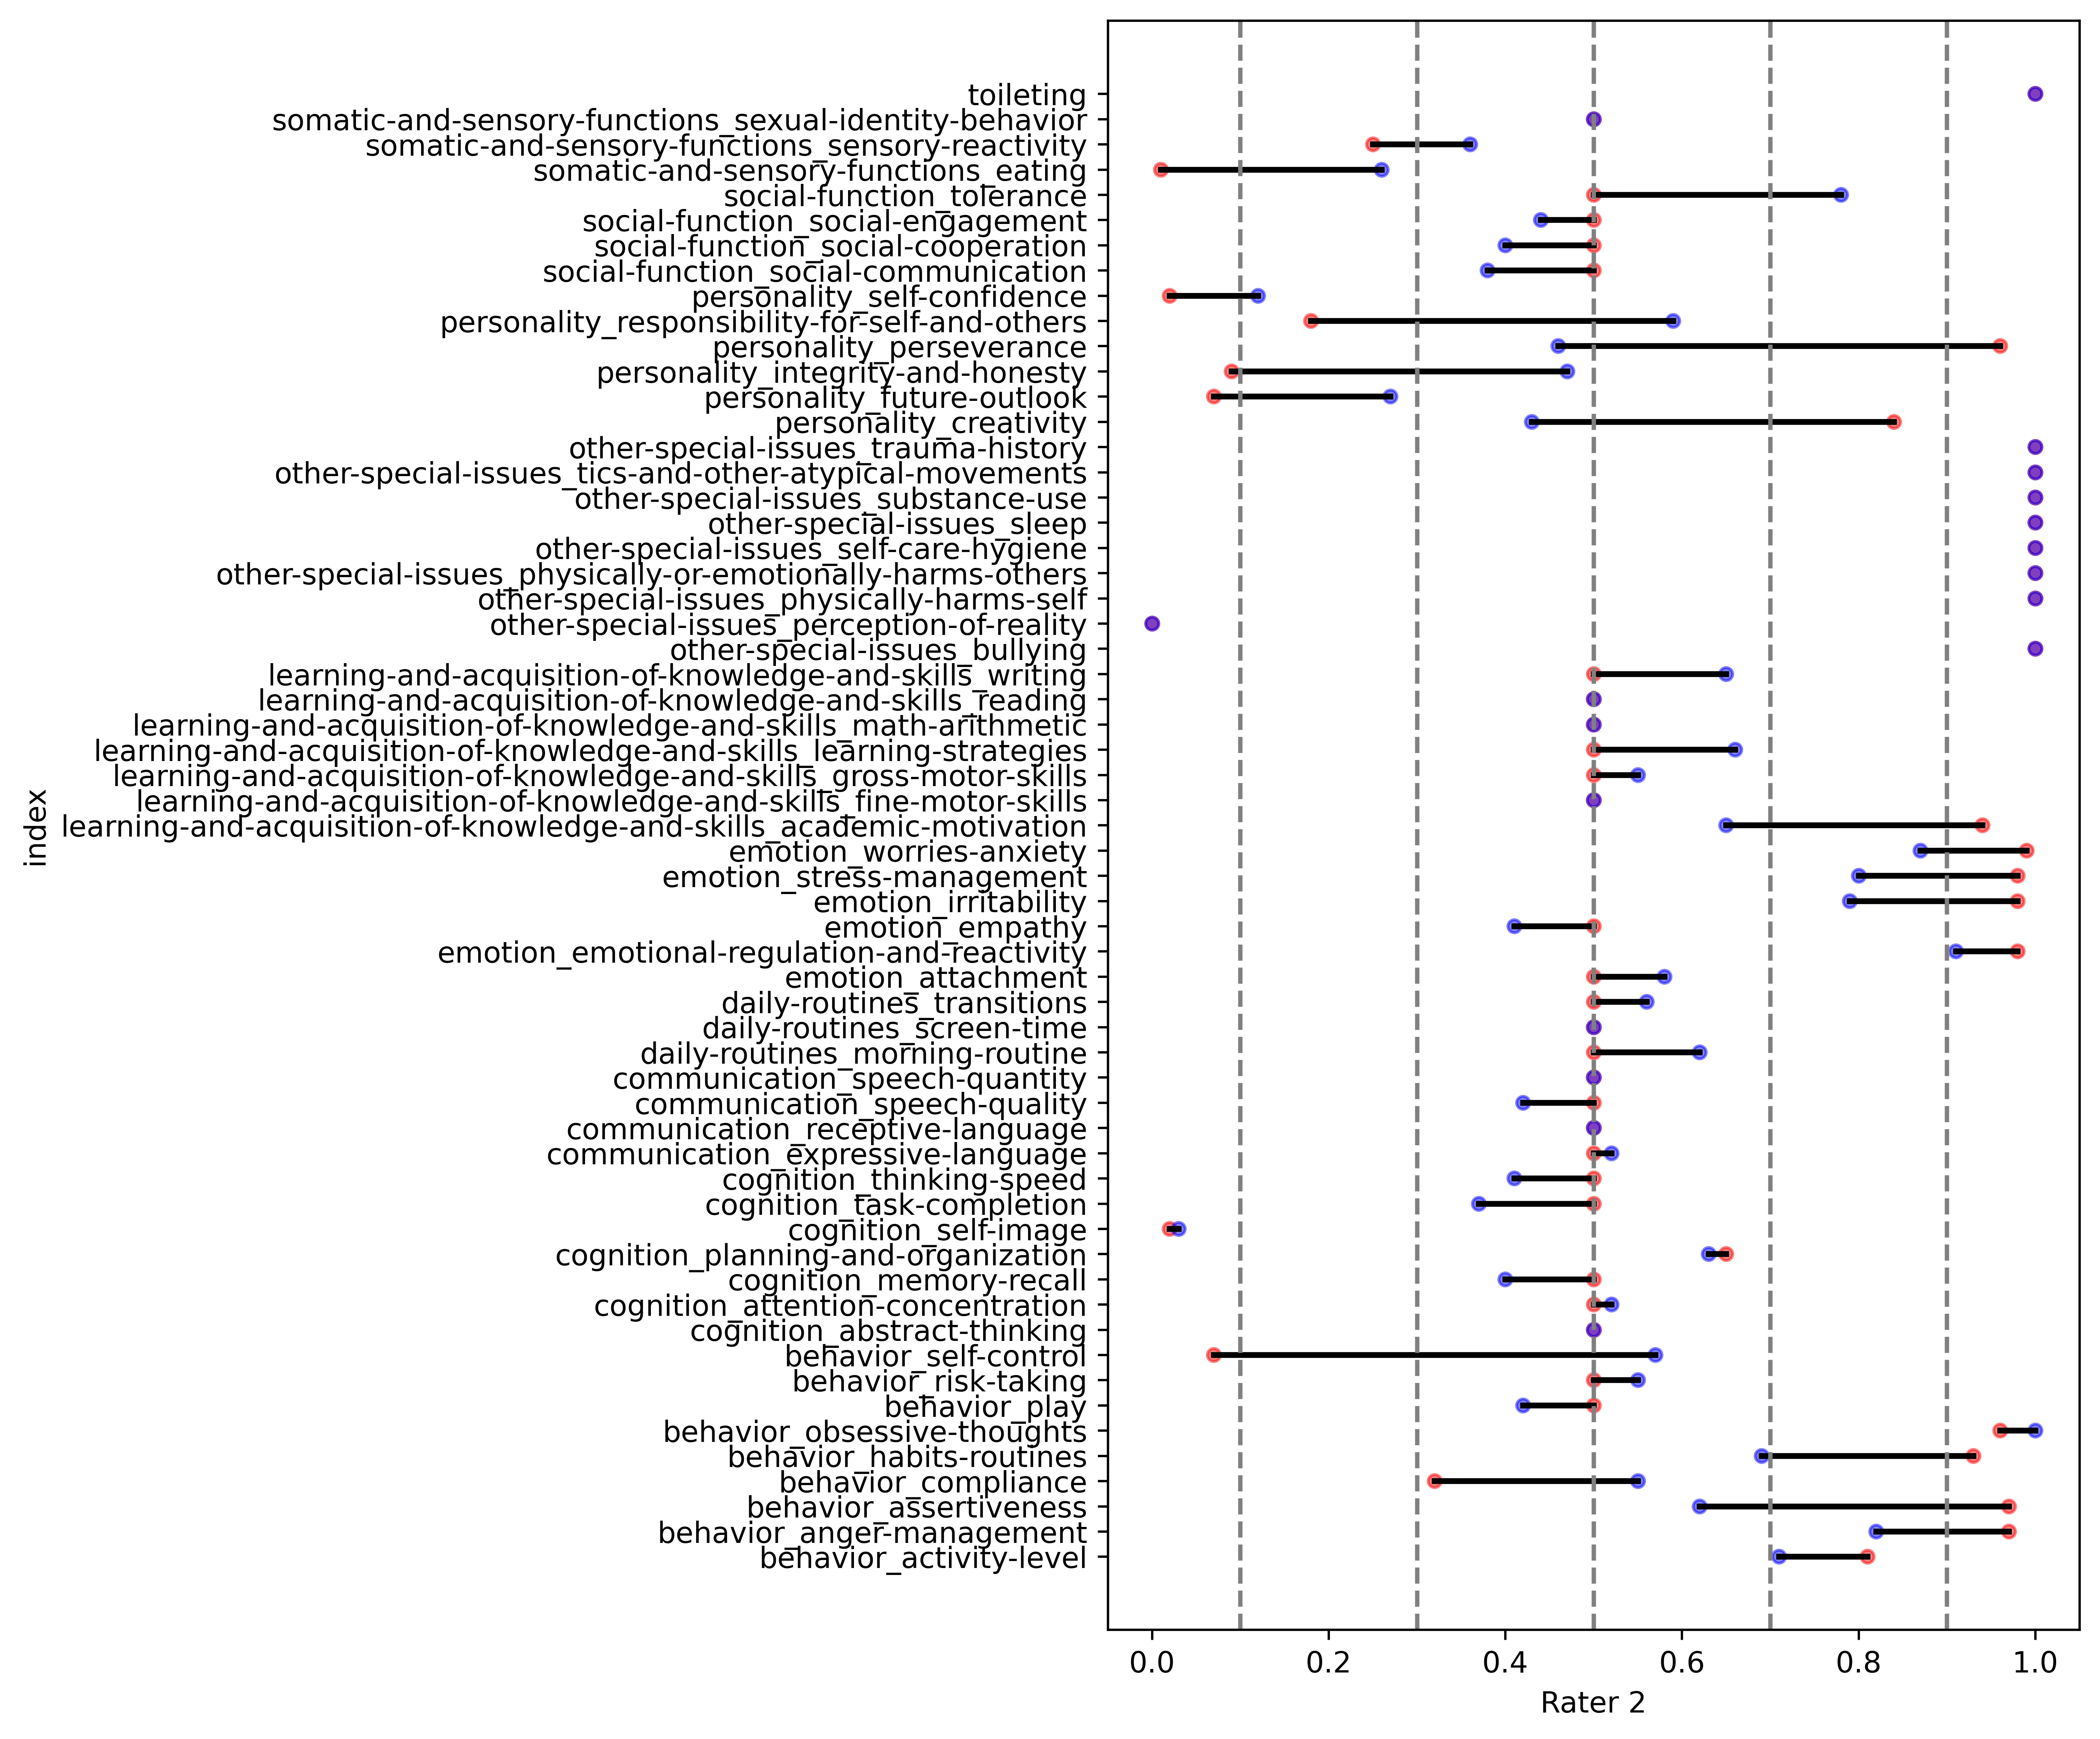 toileting
somatic-and-sensory-functions_sexual-identity-behavior
somatic-and-sensory-functions_sensory-reactivity
somatic-and-sensory-functions_eating
social-function_tolerance
social-function_social-engagement
social-function_social-cooperation
social-function_social-communication
personality_self-confidence
personality_responsibility-for-self-and-others
personality_perseverance
personality_integrity-and-honesty
personality_future-outlook
personality_creativity
other-special-issues_trauma-history
other-special-issues_tics-and-other-atypical-movements
other-special-issues_substance-use
other-special-issues_sleep
other-special-issues_self-care-hygiene
other-special-issues_physically-or-emotionally-harms-others
other-special-issues_physically-harms-self
other-special-issues_perception-of-reality
other-special-issues_bullying
learning-and-acquisition-of-knowledge-and-skills_writing
learning-and-acquisition-of-knowledge-and-skills_reading
learning-and-acquisition-of-knowledge-and-skills_math-arithmetic
learning-and-acquisition-of-knowledge-and-skills_learning-strategies
learning-and-acquisition-of-knowledge-and-skills_gross-motor-skills
learning-and-acquisition-of-knowledge-and-skills_fine-motor-skills
learning-and-acquisition-of-knowledge-and-skills_academic-motivation
emotion_worries-anxiety
emotion_stress-management
emotion_irritability
emotion_empathy
emotion_emotional-regulation-and-reactivity
emotion_attachment
daily-routines_transitions
daily-routines_screen-time
daily-routines_morning-routine
communication_speech-quantity
communication_speech-quality
communication_receptive-language
communication_expressive-language
cognition_thinking-speed
cognition_task-completion
cognition_self-image
cognition_planning-and-organization
cognition_memory-recall
cognition_attention-concentration
cognition_abstract-thinking
behavior_self-control
behavior_risk-taking
behavior_play
behavior_obsessive-thoughts
behavior_habits-routines
behavior_compliance
behavior_assertiveness
behavior_anger-management
behavior_activity-level
index
0.0 0.2 0.4 0.6 0.8 1.0
Rater 2